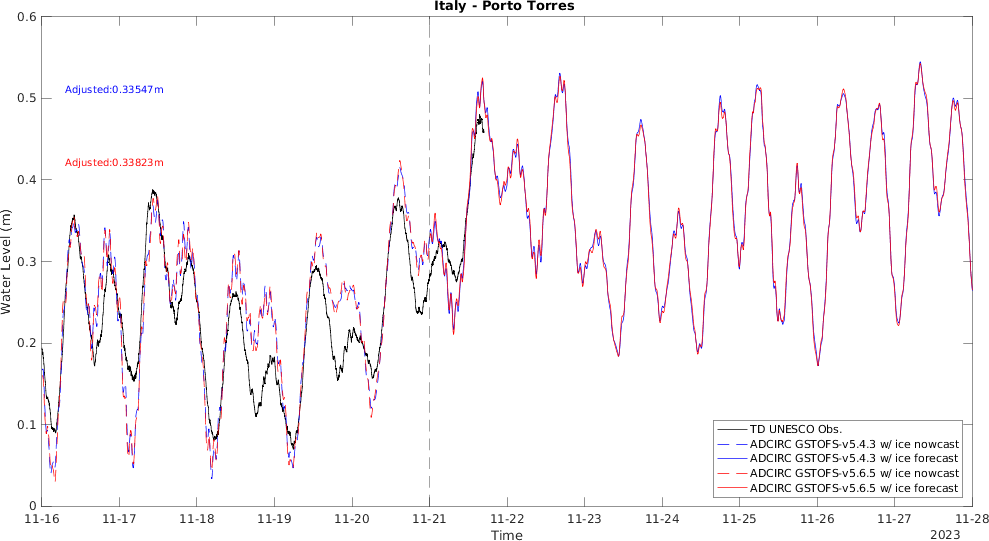 Italy - Porto Torres
0.6
0.5
0.4
0.3
0.2
0.1
0
Water Level (m)
Adjusted:0.33547m
Adjusted:0.33823m
TD UNESCO Obs.
ADCIRC GSTOFS-v5.4.3 w/ ice nowcast
ADCIRC GSTOFS-v5.4.3 w/ ice forecast
ADCIRC GSTOFS-v5.6.5 w/ ice nowcast
ADCIRC GSTOFS-v5.6.5 w/ ice forecast
11-16 11-17 11-18 11-19 11-20 11-21 11-22 11-23 11-24 11-25 11-26 11-27 11-28
Time
2023